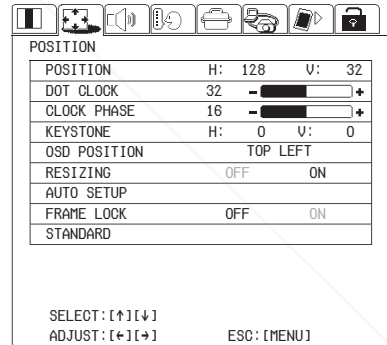 POSITION
POSITION H: 128 V: 32
DOT CLOCK 32 - +
CLOCK PHASE 16 - +
KEYSTONE H: 0 V: 0
OSD POSITION TOP LEFT
RESIZING OFF ON
AUTO SETUP
FRAME LOCK OFF ON
STANDARD
SELECT:[↑][↓]
ADJUST:[←][→] ESC:[MENU]